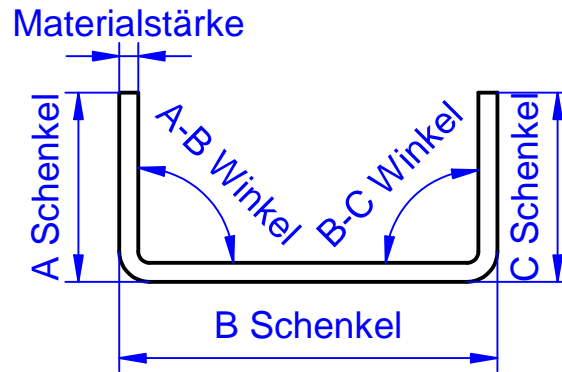 Materialstärke
A Schenkel
A-B Winkel
B-C Winkel
C Schenkel
B Schenkel